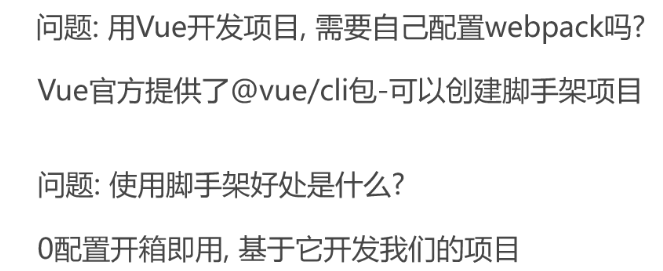 问题: 用Vue开发项目, 需要自己配置webpack吗?
Vue官方提供了@vue/cli包-可以创建脚手架项目
问题: 使用脚手架好处是什么?
0配置开箱即用, 基于它开发我们的项目